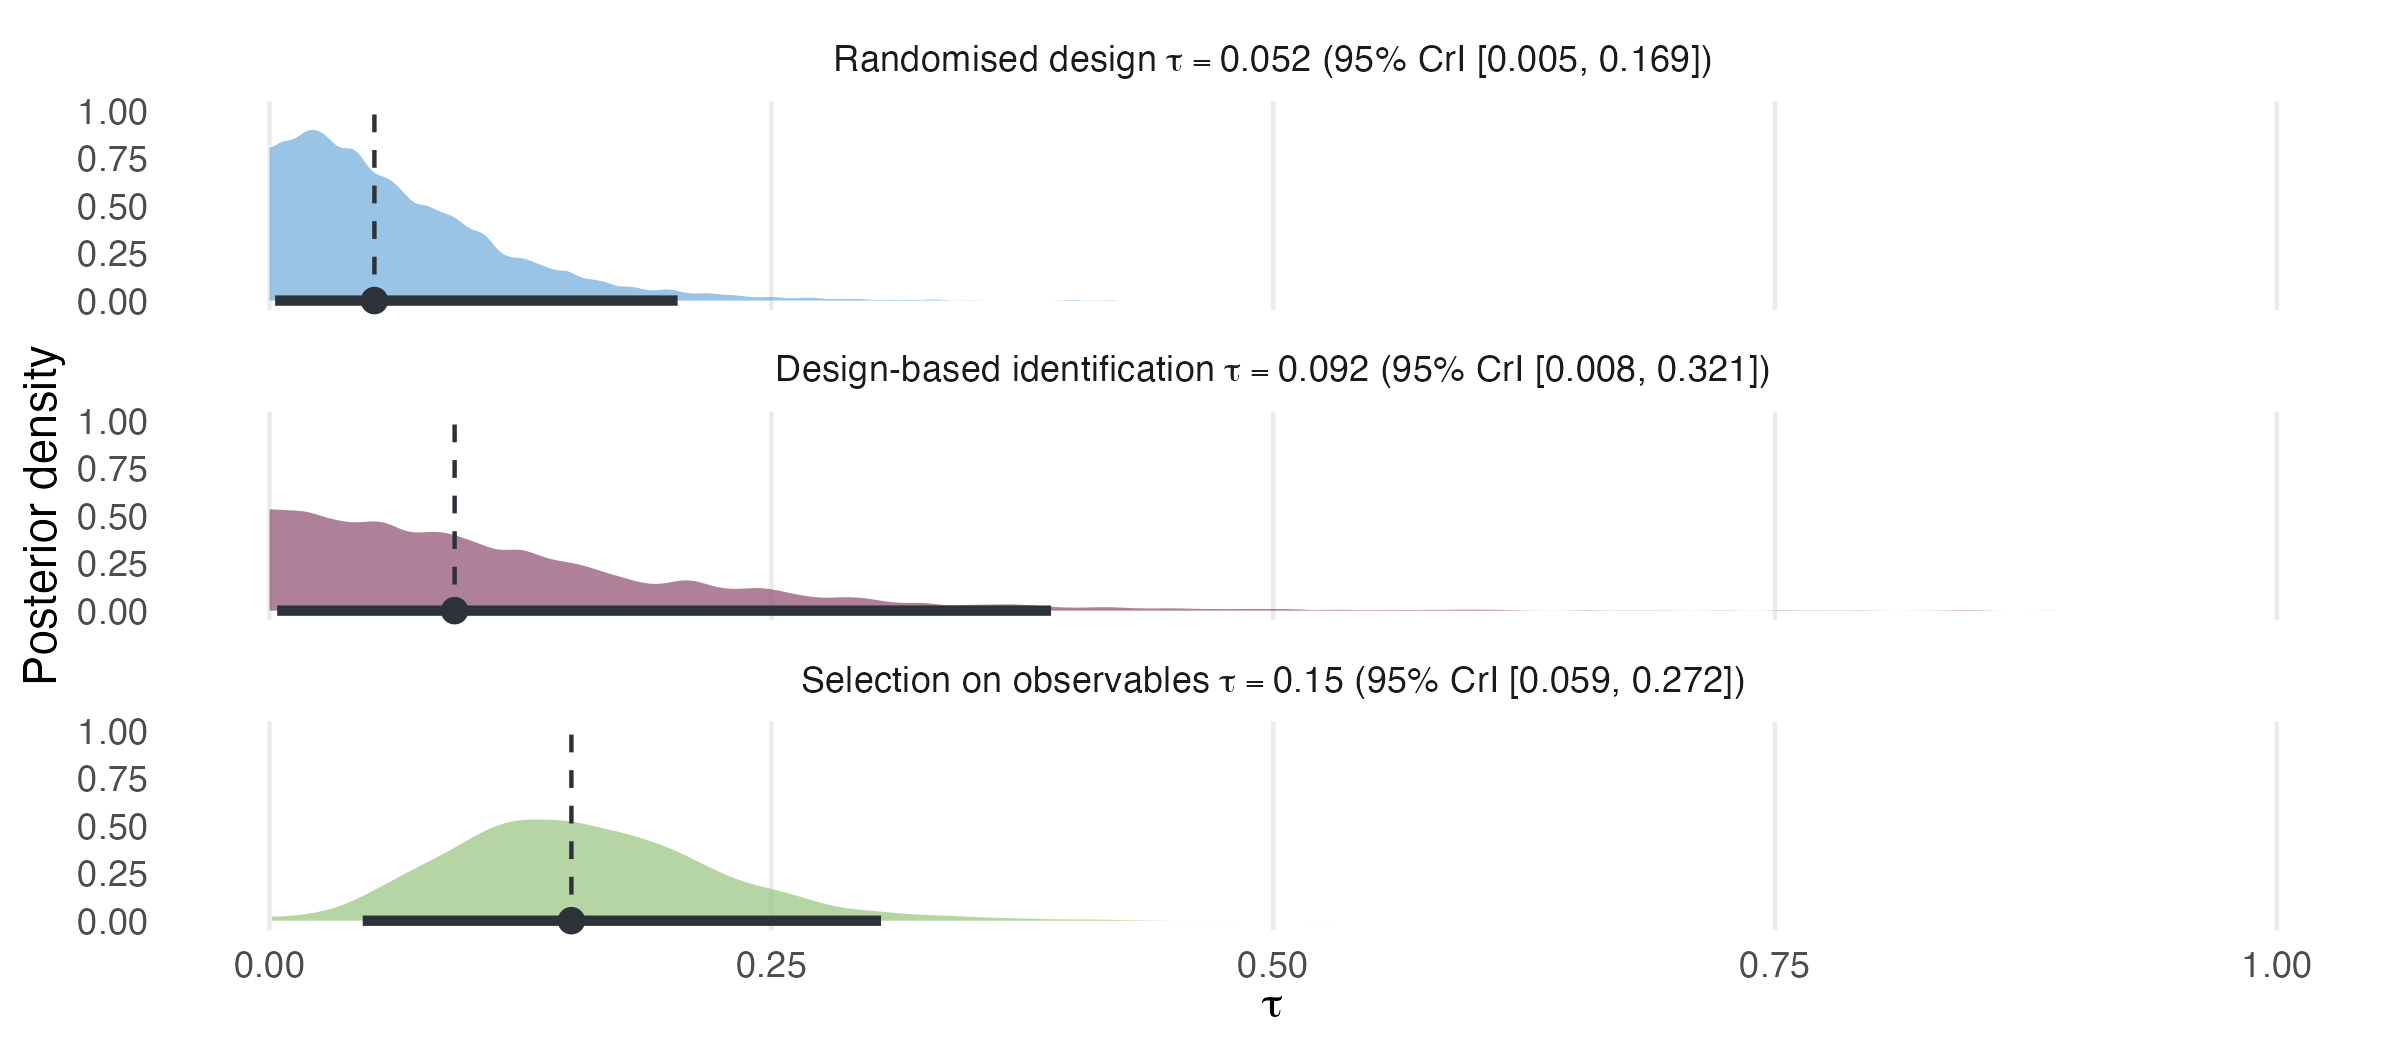 Randomised design τ = 0.052 (95% CrI [0.005, 0.169])
1.00
0.75
0.50
0.25
0.00
Design-based identification τ = 0.092 (95% CrI [0.008, 0.321])
1.00
0.75
0.50
0.25
0.00
Posterior density
Selection on observables τ = 0.15 (95% CrI [0.059, 0.272])
1.00
0.75
0.50
0.25
0.00
0.00 0.25 0.50 0.75 1.00
τ